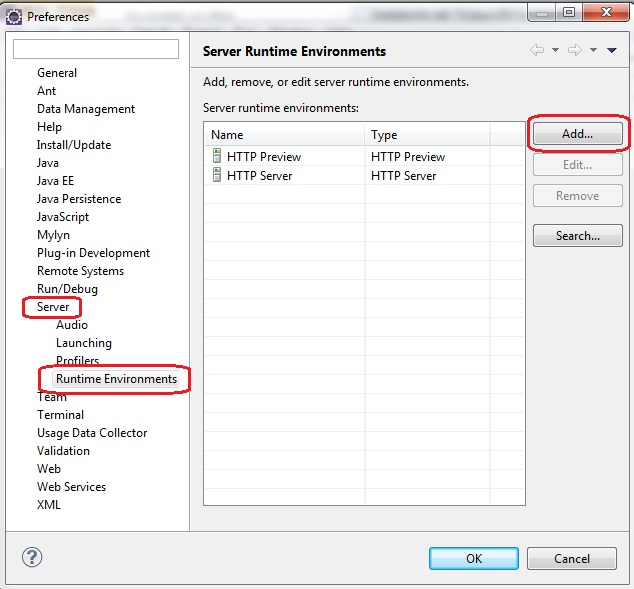 Preferences
Server Runtime Environments
General
Ant
Data Management
Help
Install/Update
Java
Java EE
Java Persistence
JavaScript
Mylyn
Plug-in Development
Remote Systems
Run/Debug
Server
Audio
Launching
Profilers
Runtime Environments
Team
Terminal
Usage Data Collector
Validation
Web
Web Services
XML
Add, remove, or edit server runtime environments.
Server runtime environments:
Name Type
HTTP Preview HTTP Preview
HTTP Server HTTP Server
Add...
Edit...
Remove
Search...
?
OK Cancel